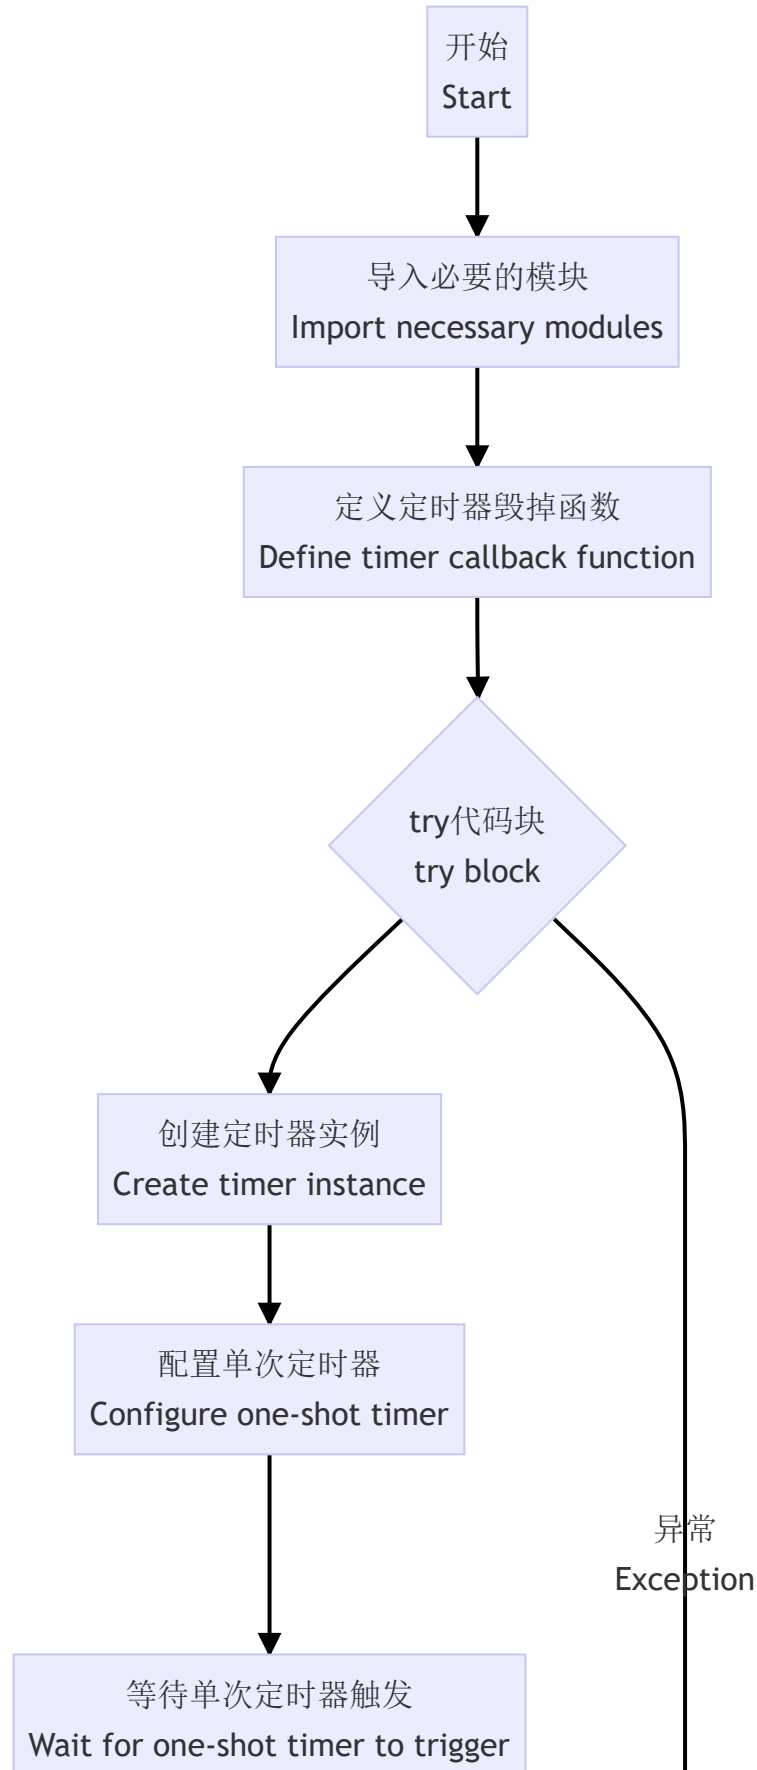 开始
Start
导入必要的模块
Import necessary modules
定义定时器毁掉函数
Define timer callback function
try代码块
try block
创建定时器实例
Create timer instance
配置单次定时器
Configure one-shot timer
异常
Exception
等待单次定时器触发
Wait for one-shot timer to trigger